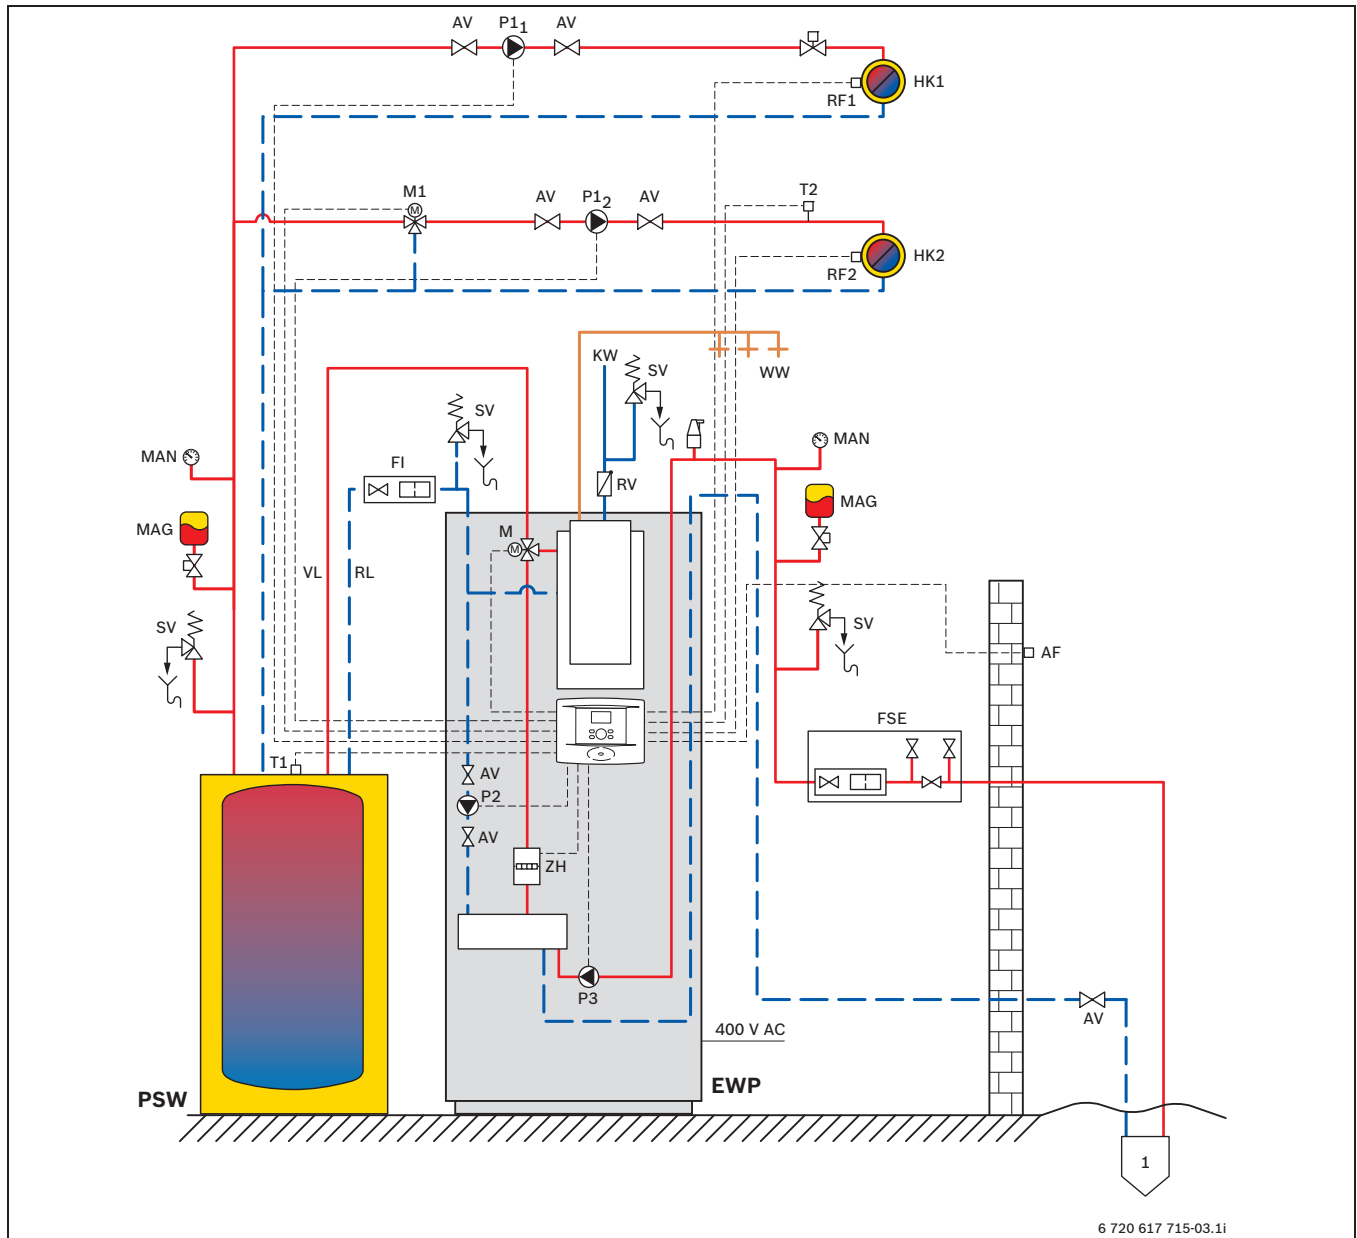 AV P1₁ AV
HK1
RF1
M1 AV P1₂ AV T2
HK2
RF2
KW SV WW
SV
MAN FI RV MAN
MAG M MAG
VL RL
SV SV AF
FSE
T1
AV
P2
AV
ZH
P3
400 V AC AV
PSW EWP
1
6 720 617 715-03.1i